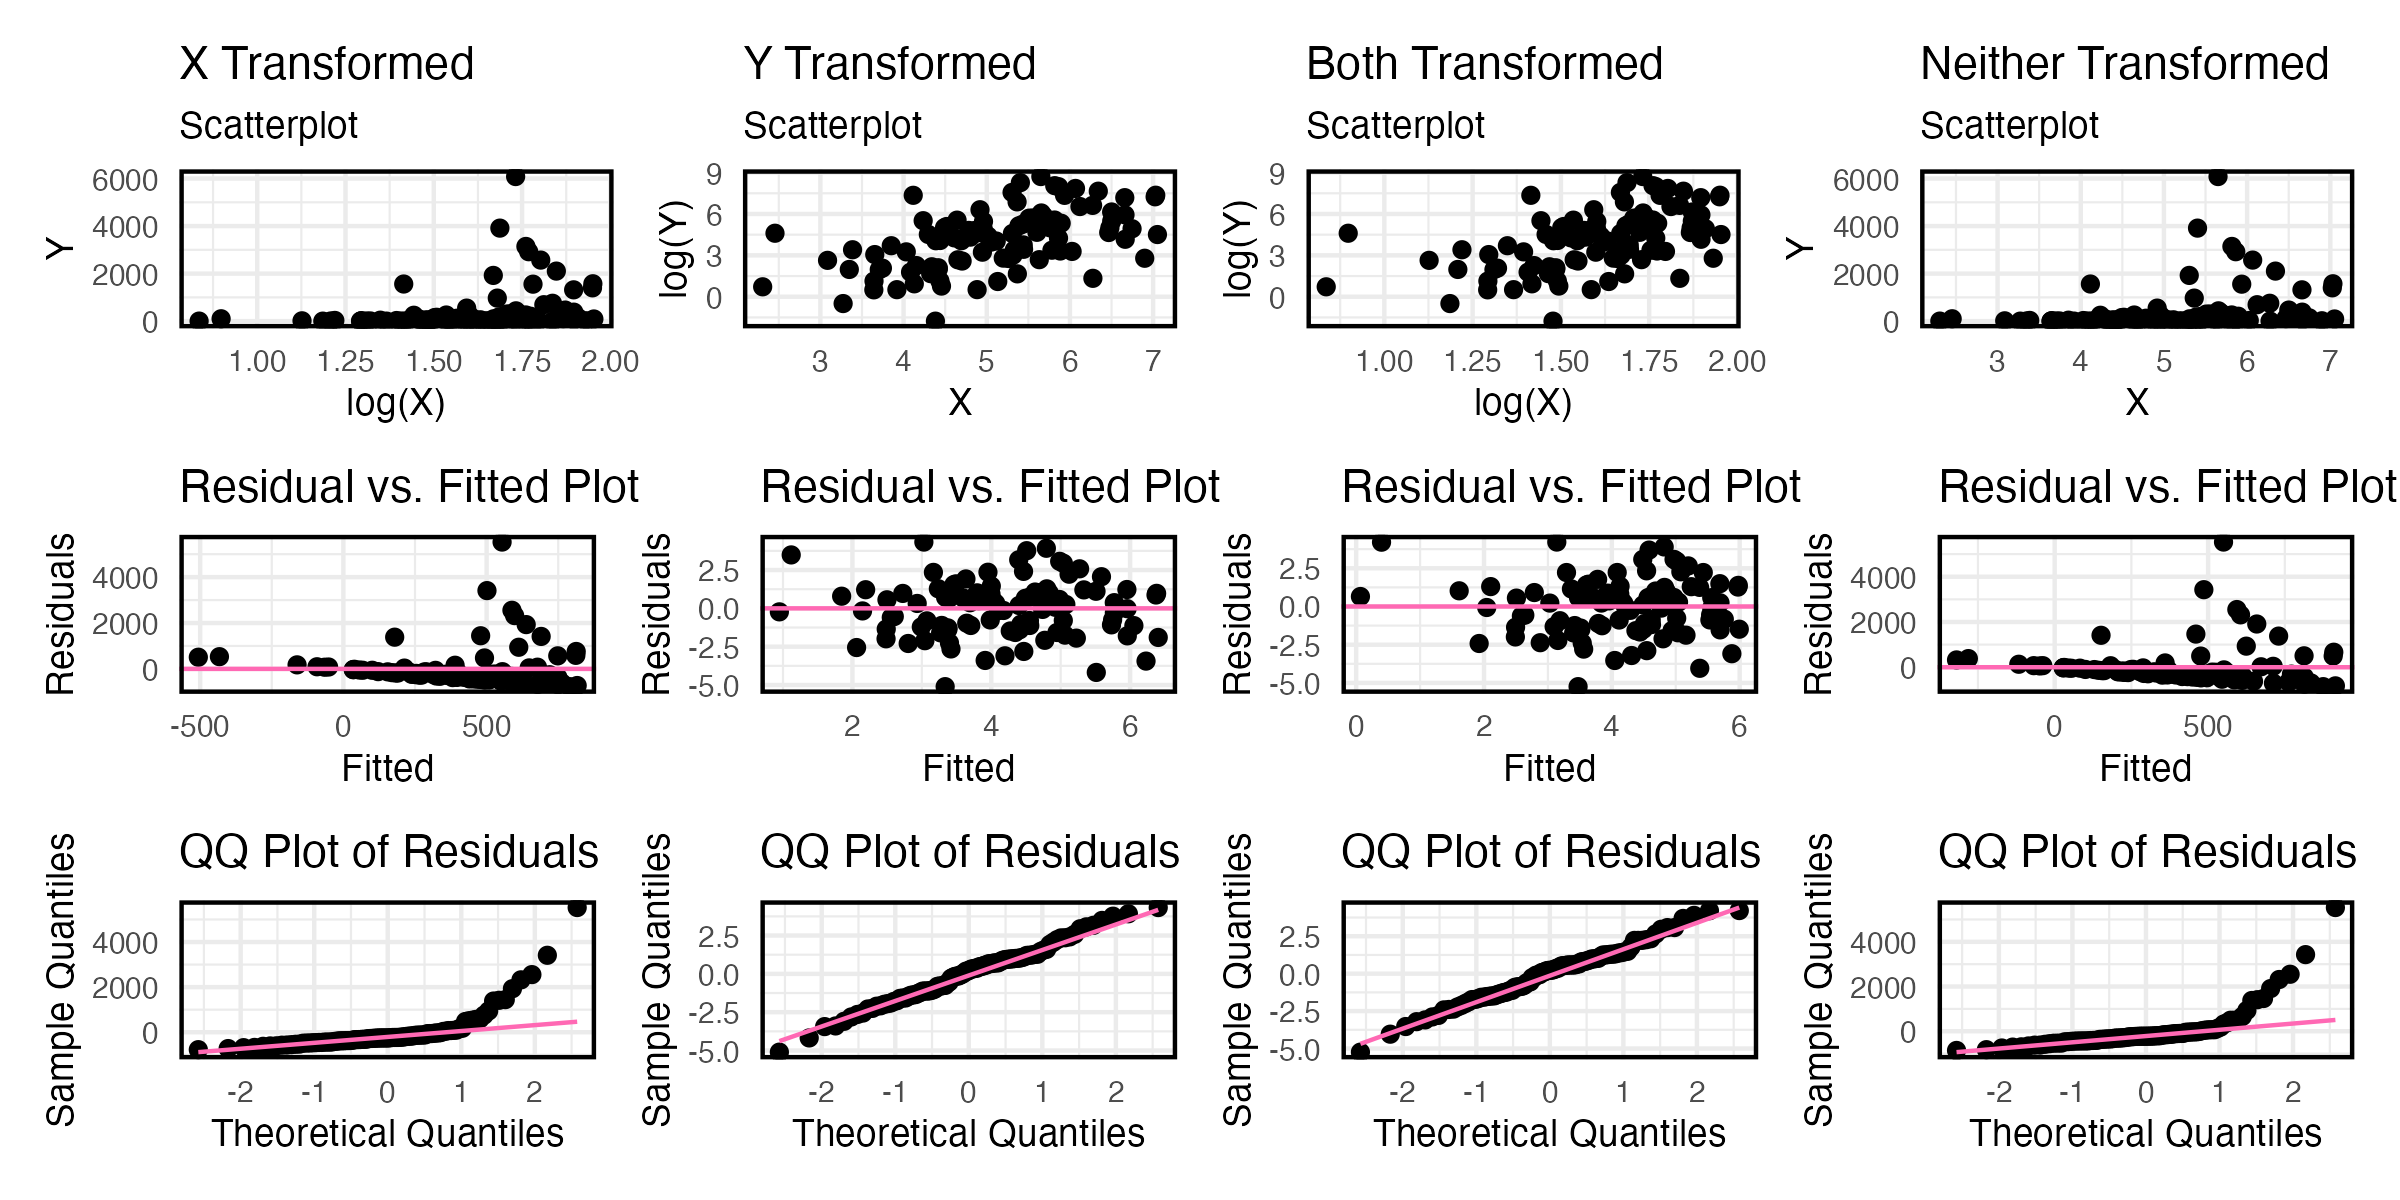 X Transformed
Y Transformed
Both Transformed
Neither Transformed
Scatterplot
Scatterplot
Scatterplot
Scatterplot
Y
6000
4000
2000
0
1.00 1.25 1.50 1.75 2.00
log(X)
log(Y)
9
6
3
0
3 4 5 6 7
X
log(Y)
9
6
3
0
1.00 1.25 1.50 1.75 2.00
log(X)
Y
6000
4000
2000
0
3 4 5 6 7
X
Residual vs. Fitted Plot
Residual vs. Fitted Plot
Residual vs. Fitted Plot
Residual vs. Fitted Plot
Residuals
4000
2000
0
-500 0 500
Fitted
Residuals
2.5
0.0
-2.5
-5.0
2 4 6
Fitted
Residuals
2.5
0.0
-2.5
-5.0
0 2 4 6
Fitted
Residuals
4000
2000
0
0 500
Fitted
QQ Plot of Residuals
QQ Plot of Residuals
QQ Plot of Residuals
QQ Plot of Residuals
Sample Quantiles
4000
2000
0
-2 -1 0 1 2
Theoretical Quantiles
Sample Quantiles
2.5
0.0
-2.5
-5.0
-2 -1 0 1 2
Theoretical Quantiles
Sample Quantiles
2.5
0.0
-2.5
-5.0
-2 -1 0 1 2
Theoretical Quantiles
Sample Quantiles
4000
2000
0
-2 -1 0 1 2
Theoretical Quantiles